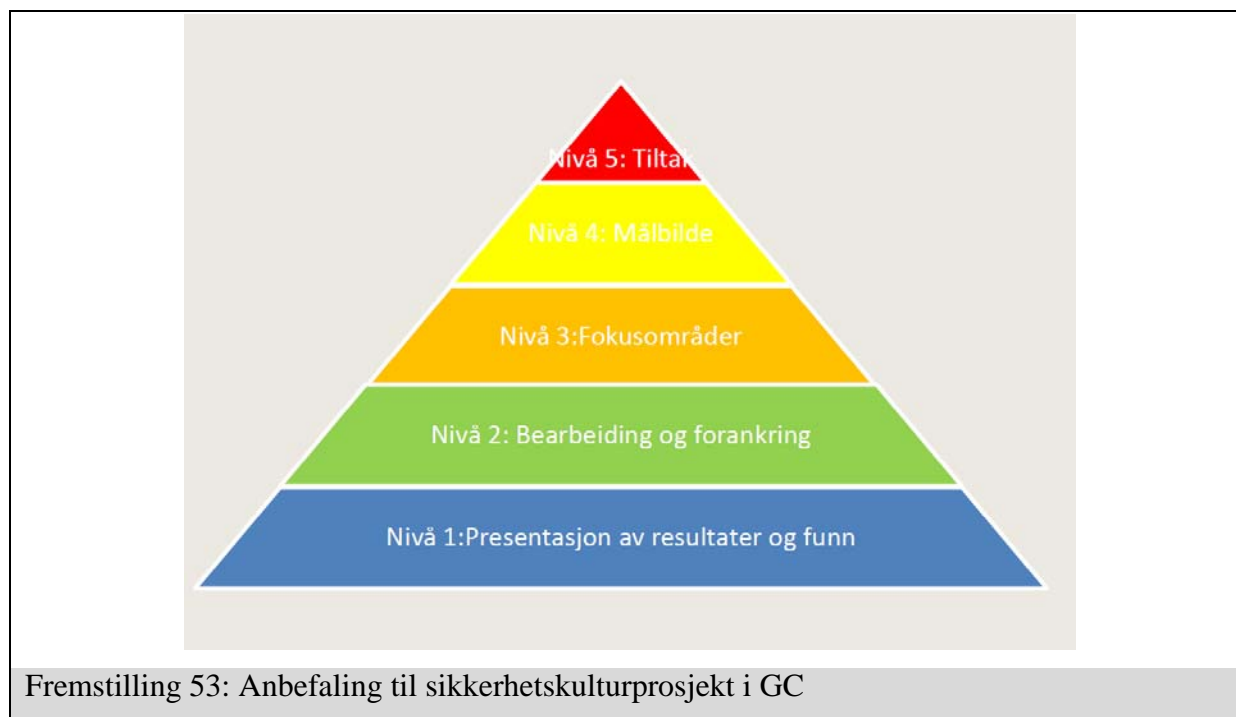 Nivå 5: Tiltak
Nivå 4: Målbilde
Nivå 3:Fokusområder
Nivå 2: Bearbeiding og forankring
Nivå 1:Presentasjon av resultater og funn
Fremstilling 53: Anbefaling til sikkerhetskulturprosjekt i GC